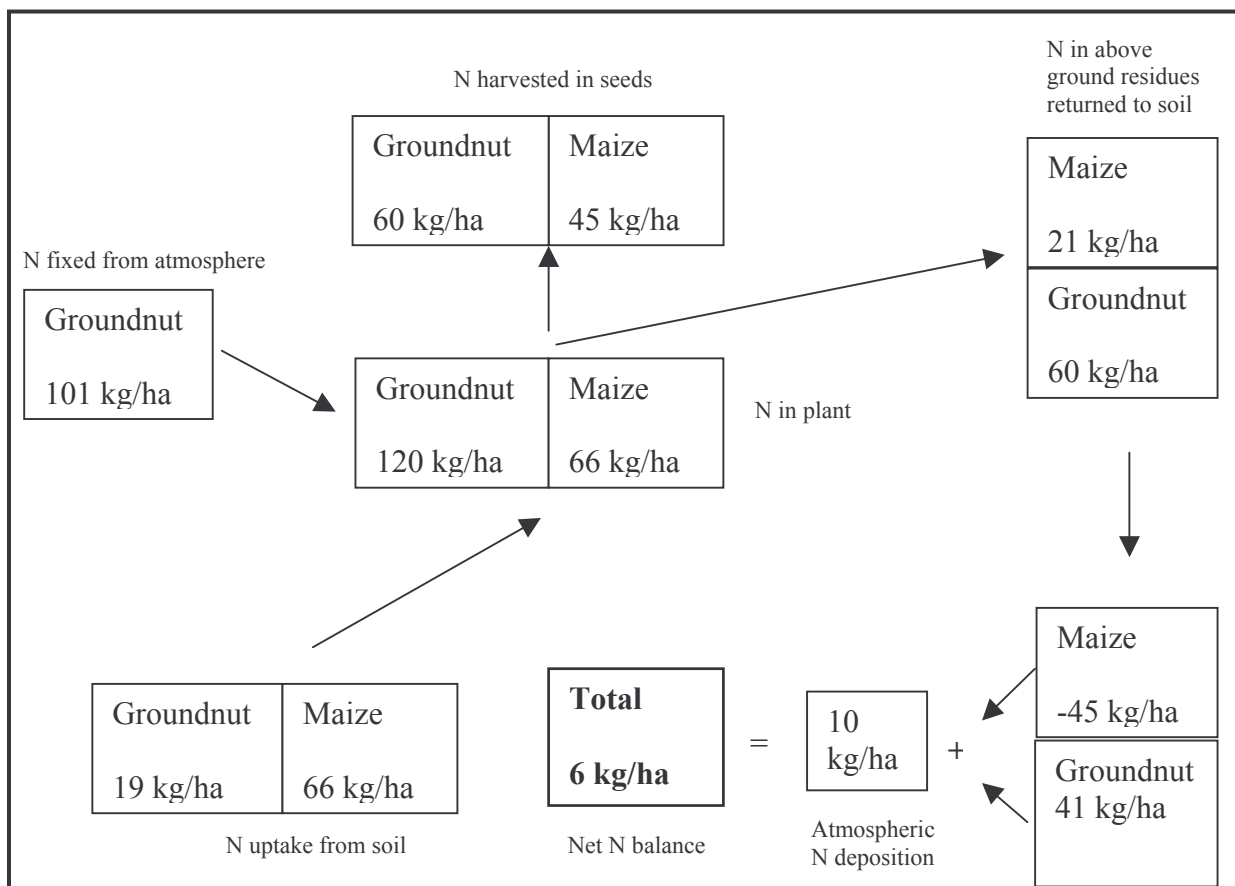 N in above
ground residues
returned to soil
N harvested in seeds
Groundnut
60 kg/ha
Maize
45 kg/ha
Maize
21 kg/ha
Groundnut
60 kg/ha
N fixed from atmosphere
Groundnut
101 kg/ha
Groundnut
120 kg/ha
Maize
66 kg/ha
N in plant
Groundnut
19 kg/ha
Maize
66 kg/ha
N uptake from soil
Total
6 kg/ha
Net N balance
=
10
kg/ha
Atmospheric
N deposition
+
Maize
-45 kg/ha
Groundnut
41 kg/ha